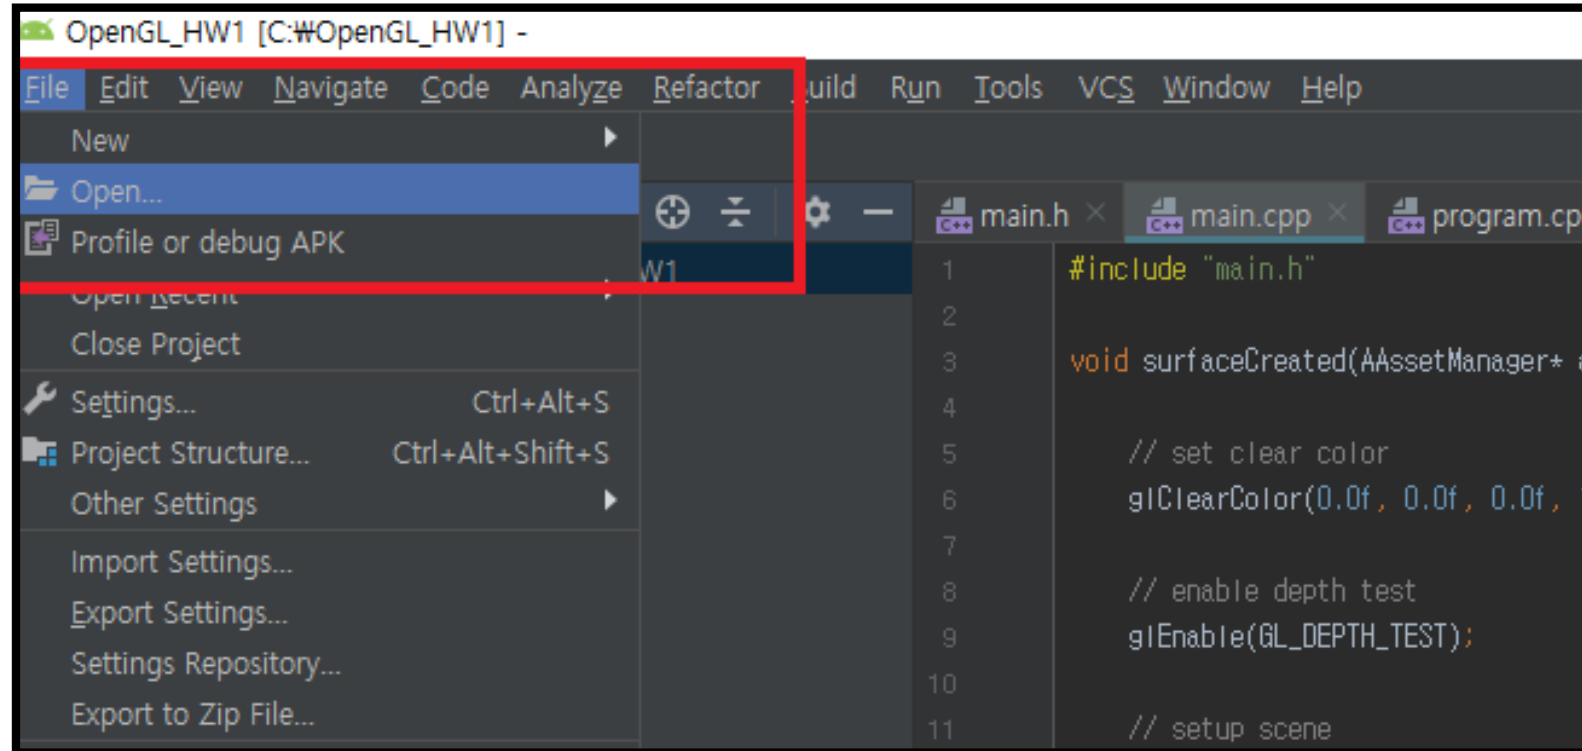 OpenGL_HW1 [C:₩OpenGL_HW1] -
File Edit View Navigate Code Analyze Refactor uild Run Tools VCS Window Help
New
Open...
Profile or debug APK
Open Recent
Close Project
Settings... Ctrl+Alt+S
Project Structure... Ctrl+Alt+Shift+S
Other Settings
Import Settings...
Export Settings...
Settings Repository...
Export to Zip File...
W1
main.h main.cpp program.cp
1 #include "main.h"
2
3 void surfaceCreated(AAssetManager* a
4
5 // set clear color
6 glClearColor(0.0f, 0.0f, 0.0f,
7
8 // enable depth test
9 glEnable(GL_DEPTH_TEST);
10
11 // setup scene